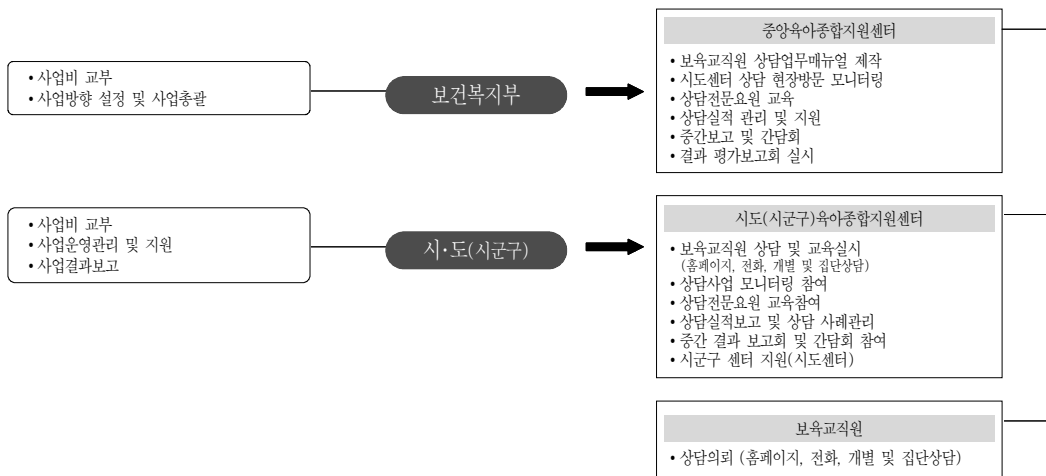 중앙육아종합지원센터
• 보육교직원 상담업무매뉴얼 제작
• 시도센터 상담 현장방문 모니터링
• 상담전문요원 교육
• 상담실적 관리 및 지원
• 중간보고 및 간담회
• 결과 평가보고회 실시
• 사업비 교부
• 사업방향 설정 및 사업총괄
보건복지부
• 사업비 교부
• 사업운영관리 및 지원
• 사업결과보고
시·도(시군구)
시도(시군구)육아종합지원센터
• 보육교직원 상담 및 교육실시
(홈페이지, 전화, 개별 및 집단상담)
• 상담사업 모니터링 참여
• 상담전문요원 교육참여
• 상담실적보고 및 상담 사례관리
• 중간 결과 보고회 및 간담회 참여
• 시군구 센터 지원(시도센터)
보육교직원
• 상담의뢰 (홈페이지, 전화, 개별 및 집단상담)